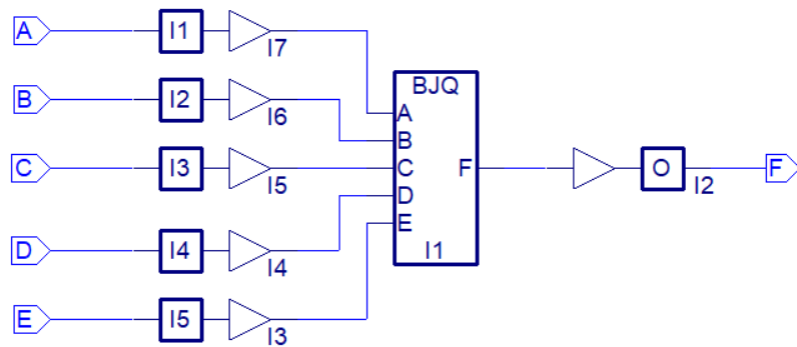 A I1 I7
BJQ
B I2 I6
A
B
C I3 I5 C F O I2 F
D
E
D I4 I4 I1
E I5 I3